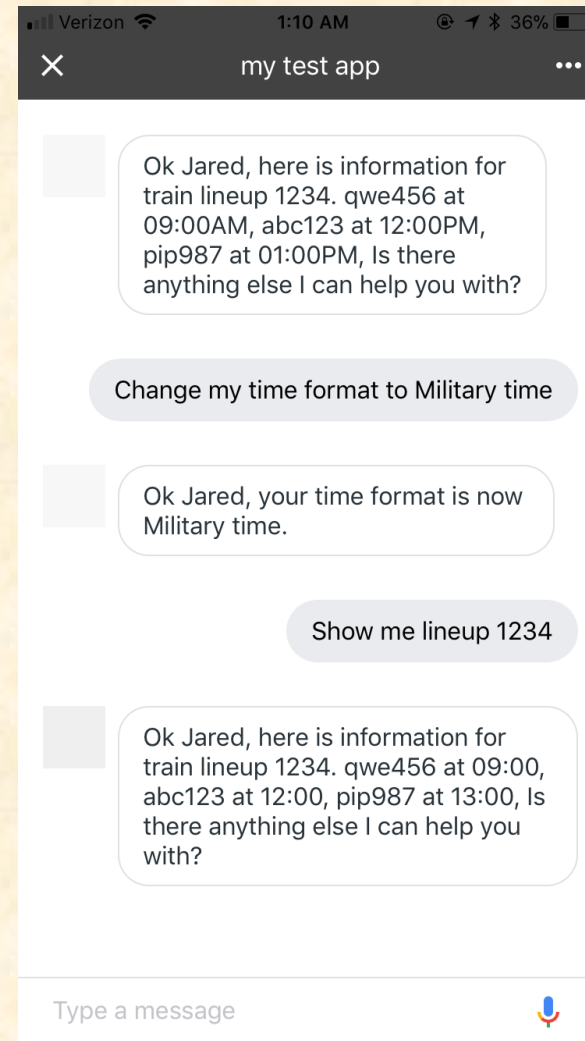 Verizon 1:10 AM 36%
my test app
Ok Jared, here is information for
train lineup 1234. qwe456 at
09:00AM, abc123 at 12:00PM,
pip987 at 01:00PM, Is there
anything else I can help you with?
Change my time format to Military time
Ok Jared, your time format is now
Military time.
Show me lineup 1234
Ok Jared, here is information for
train lineup 1234. qwe456 at 09:00,
abc123 at 12:00, pip987 at 13:00, Is
there anything else I can help you
with?
Type a message